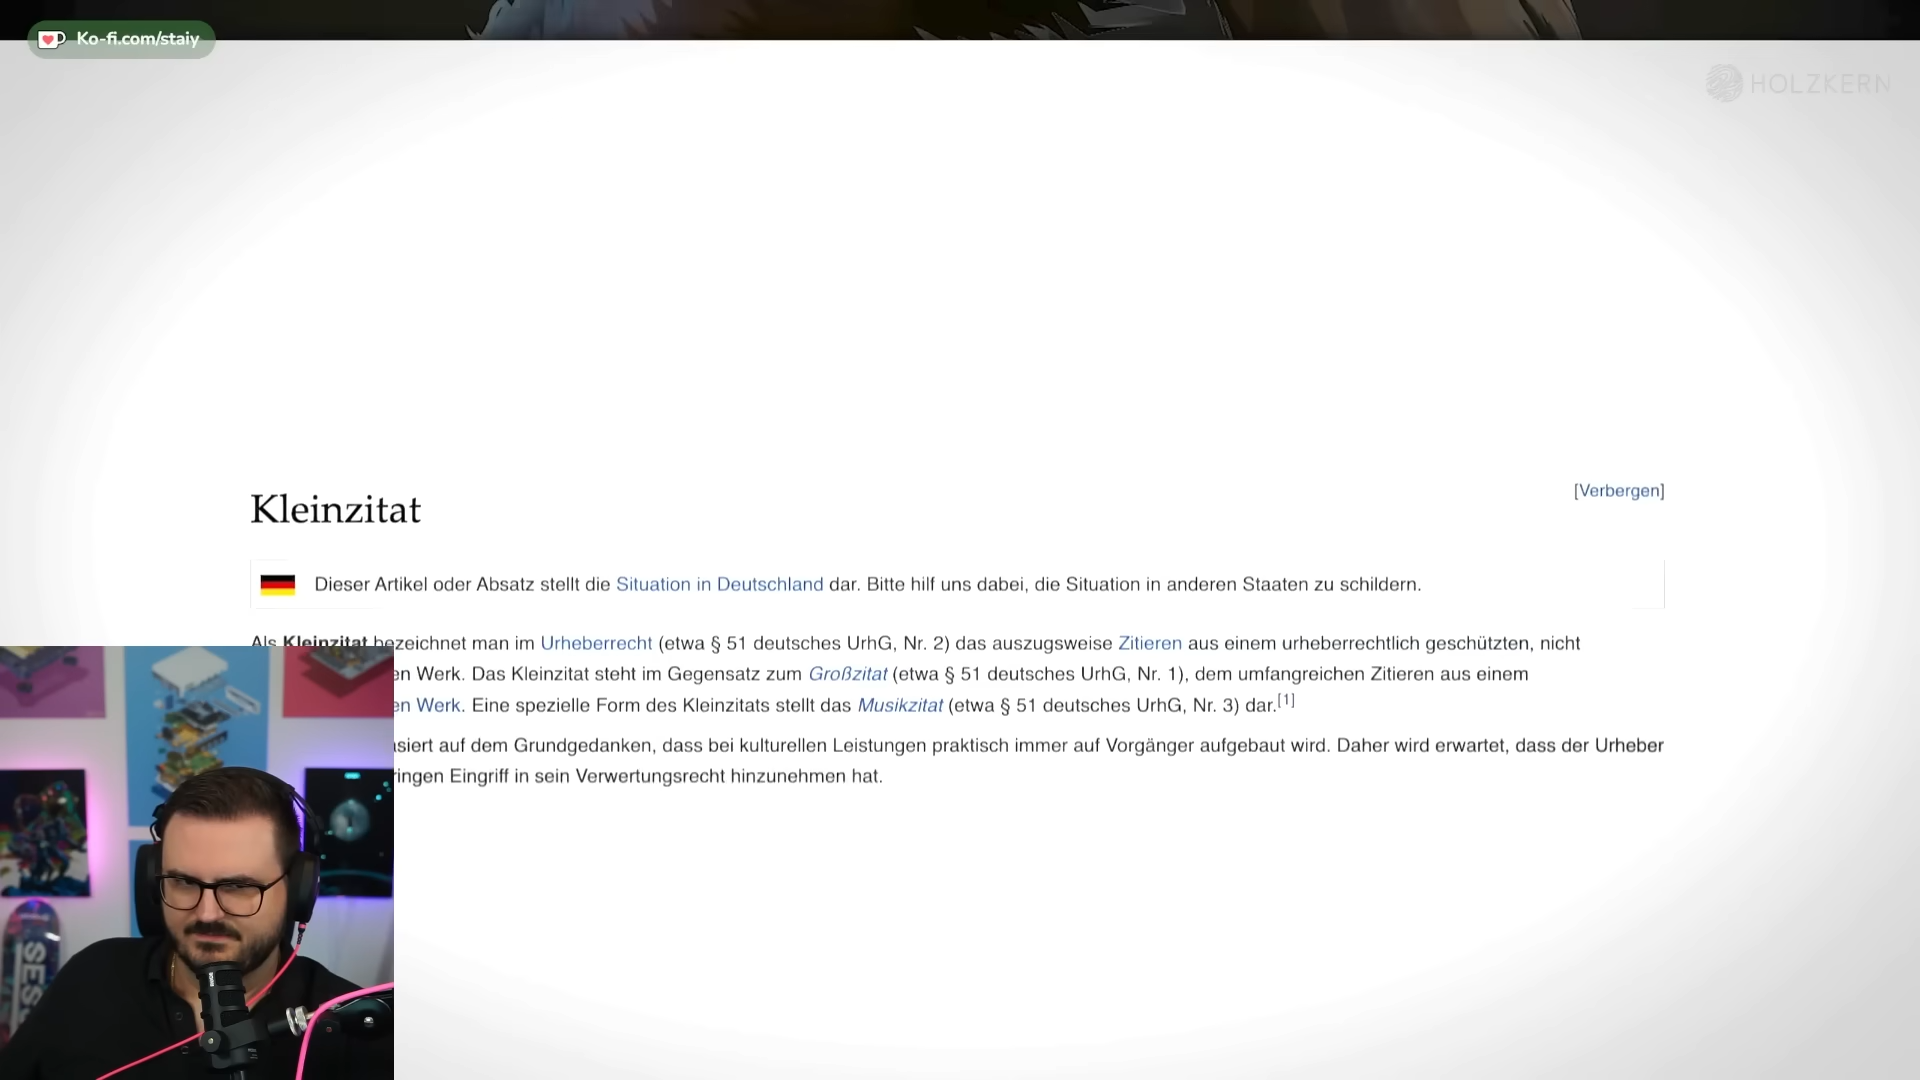 Ko-fi.com/staiy
HOLZKERN
[Verbergen]
Kleinzitat
Dieser Artikel oder Absatz stellt die Situation in Deutschland dar. Bitte hilf uns dabei, die Situation in anderen Staaten zu schildern.
Als Kleinzitat bezeichnet man im Urheberrecht (etwa § 51 deutsches UrhG, Nr. 2) das auszugsweise Zitieren aus einem urheberrechtlich geschützten, nicht
en Werk. Das Kleinzitat steht im Gegensatz zum Großzitat (etwa § 51 deutsches UrhG, Nr. 1), dem umfangreichen Zitieren aus einem
en Werk. Eine spezielle Form des Kleinzitats stellt das Musikzitat (etwa § 51 deutsches UrhG, Nr. 3) dar.[1]
siert auf dem Grundgedanken, dass bei kulturellen Leistungen praktisch immer auf Vorgänger aufgebaut wird. Daher wird erwartet, dass der Urheber
ringen Eingriff in sein Verwertungsrecht hinzunehmen hat.
SES